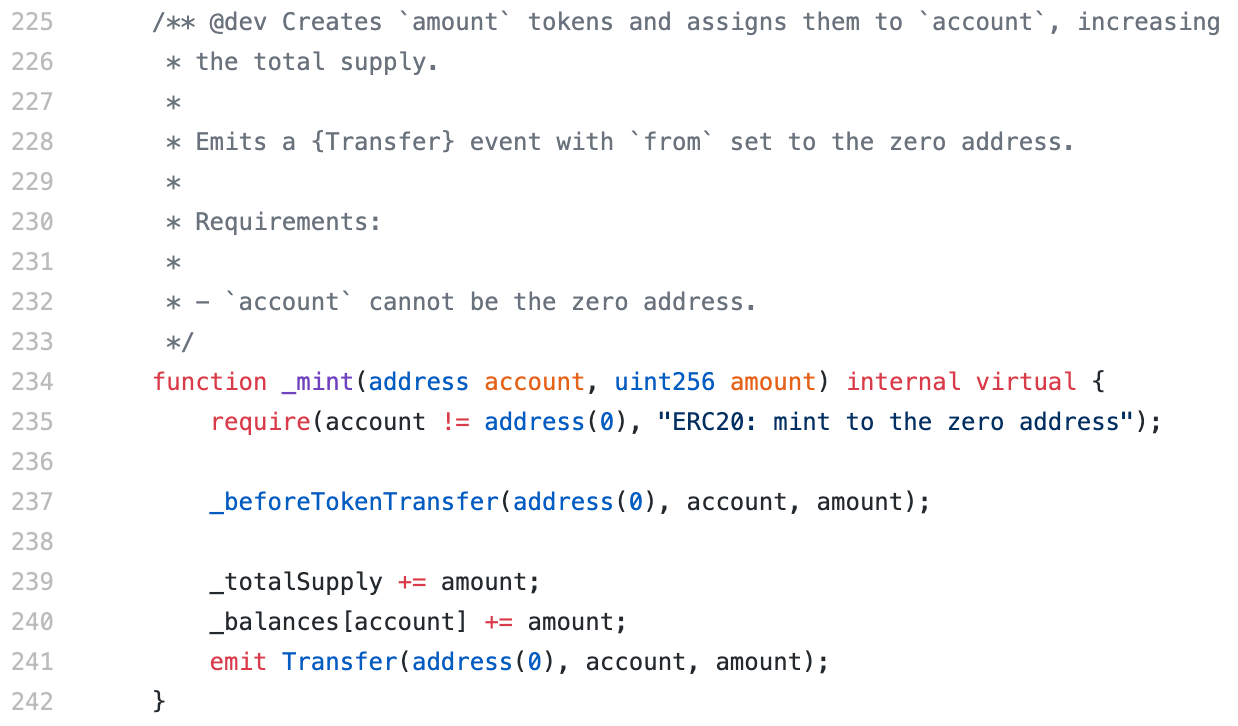 225 /** @dev Creates `amount` tokens and assigns them to `account`, increasing
226  * the total supply.
227  *
228  * Emits a {Transfer} event with `from` set to the zero address.
229  *
230  * Requirements:
231  *
232  * - `account` cannot be the zero address.
233  */
234 function _mint(address account, uint256 amount) internal virtual {
235     require(account != address(0), "ERC20: mint to the zero address");
236
237     _beforeTokenTransfer(address(0), account, amount);
238
239     _totalSupply += amount;
240     _balances[account] += amount;
241     emit Transfer(address(0), account, amount);
242 }